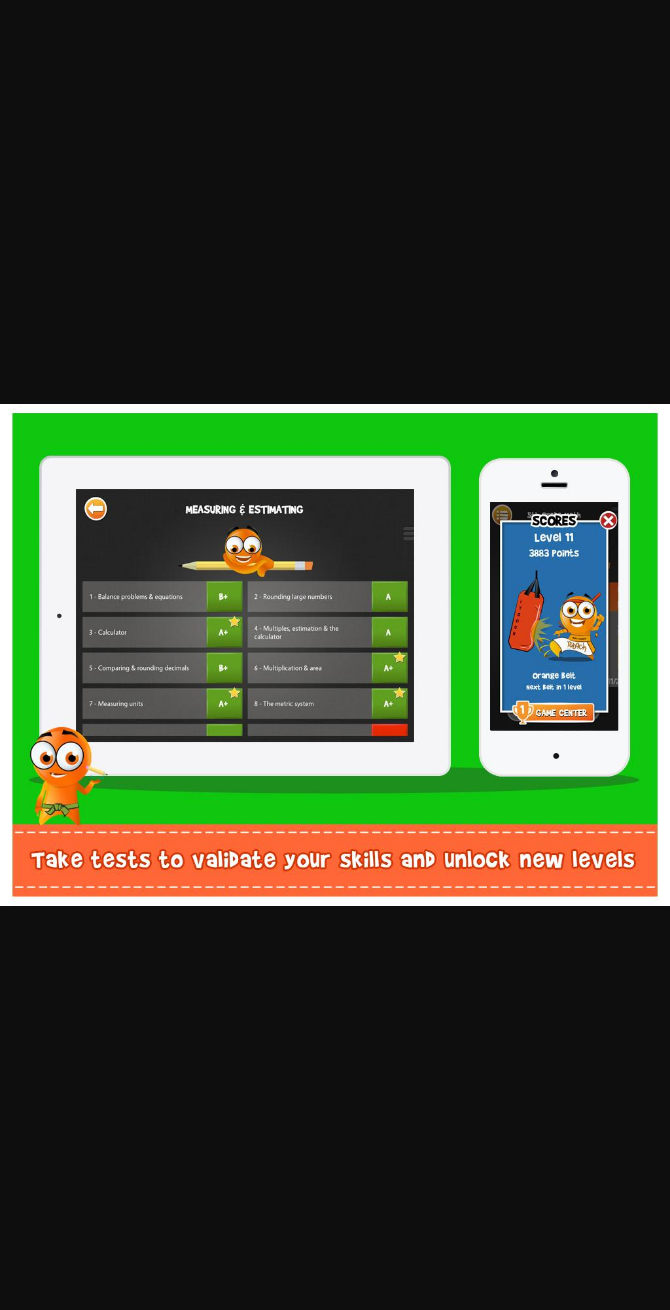 MEASURING & ESTIMATING
1 - Balance problems & equations
B+
2 - Rounding large numbers
A
3 - Calculator
A+
4 - Multiples, estimation & the
calculator
A
5 - Comparing & rounding decimals
B+
6 - Multiplication & area
A+
7 - Measuring units
A+
8 - The metric system
A+
SCORES
Level 11
3883 Points
Orange Belt
Next Belt in 1 level
1
GAME CENTER
Take tests to validate your skills and unlock new levels